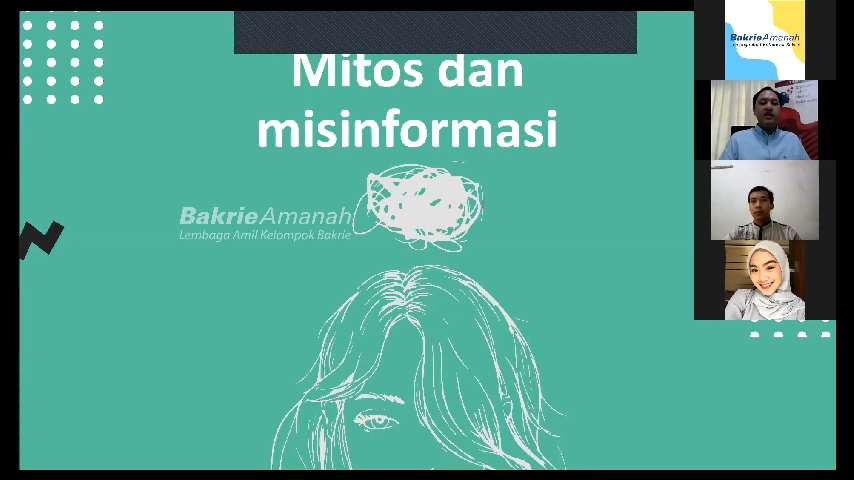 Mitos dan
misinformasi
BakrieAmanah
Lembaga Amil Kelompok Bakrie
BakrieAmanah